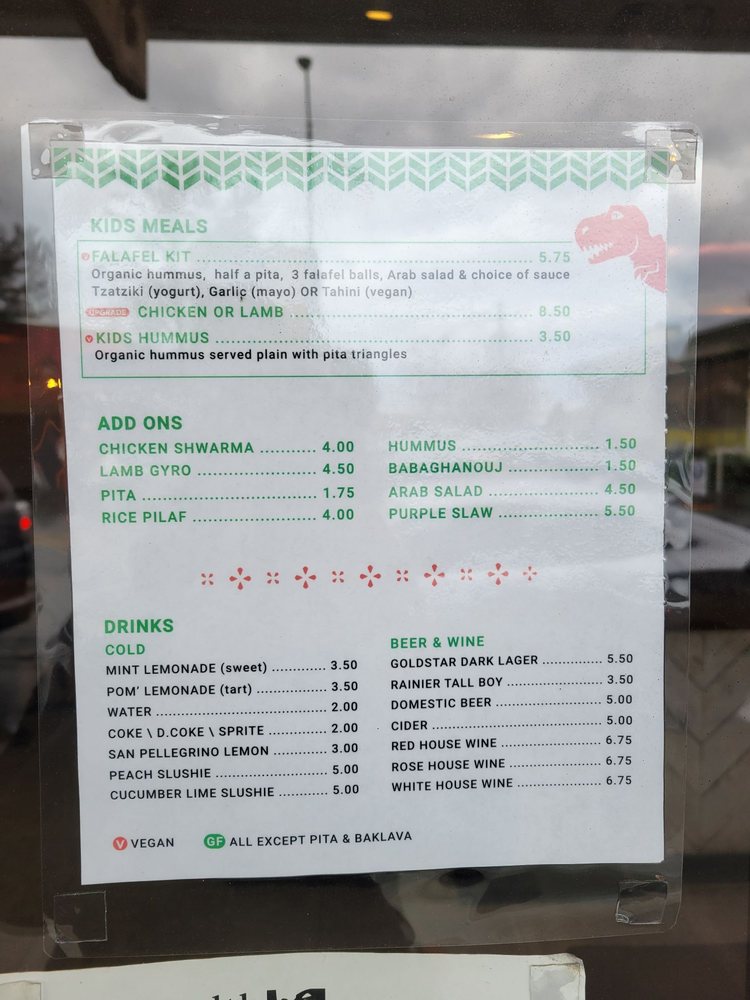 KIDS MEALS
V FALAFEL KIT ........ 5.75
Organic hummus, half a pita, 3 falafel balls, Arab salad & choice of sauce
Tzatziki (yogurt), Garlic (mayo) OR Tahini (vegan)
UPGRADE CHICKEN OR LAMB ........ 8.50
V KIDS HUMMUS ........ 3.50
Organic hummus served plain with pita triangles
ADD ONS
CHICKEN SHWARMA ........ 4.00
LAMB GYRO ........ 4.50
PITA ........ 1.75
RICE PILAF ........ 4.00
HUMMUS ........ 1.50
BABAGHANOUJ ........ 1.50
ARAB SALAD ........ 4.50
PURPLE SLAW ........ 5.50
DRINKS
COLD
MINT LEMONADE (sweet) ........ 3.50
POM' LEMONADE (tart) ........ 3.50
WATER ........ 2.00
COKE \ D.COKE \ SPRITE ........ 2.00
SAN PELLEGRINO LEMON ........ 3.00
PEACH SLUSHIE ........ 5.00
CUCUMBER LIME SLUSHIE ........ 5.00
BEER & WINE
GOLDSTAR DARK LAGER ........ 5.50
RAINIER TALL BOY ........ 3.50
DOMESTIC BEER ........ 5.00
CIDER ........ 5.00
RED HOUSE WINE ........ 6.75
ROSE HOUSE WINE ........ 6.75
WHITE HOUSE WINE ........ 6.75
V VEGAN GF ALL EXCEPT PITA & BAKLAVA